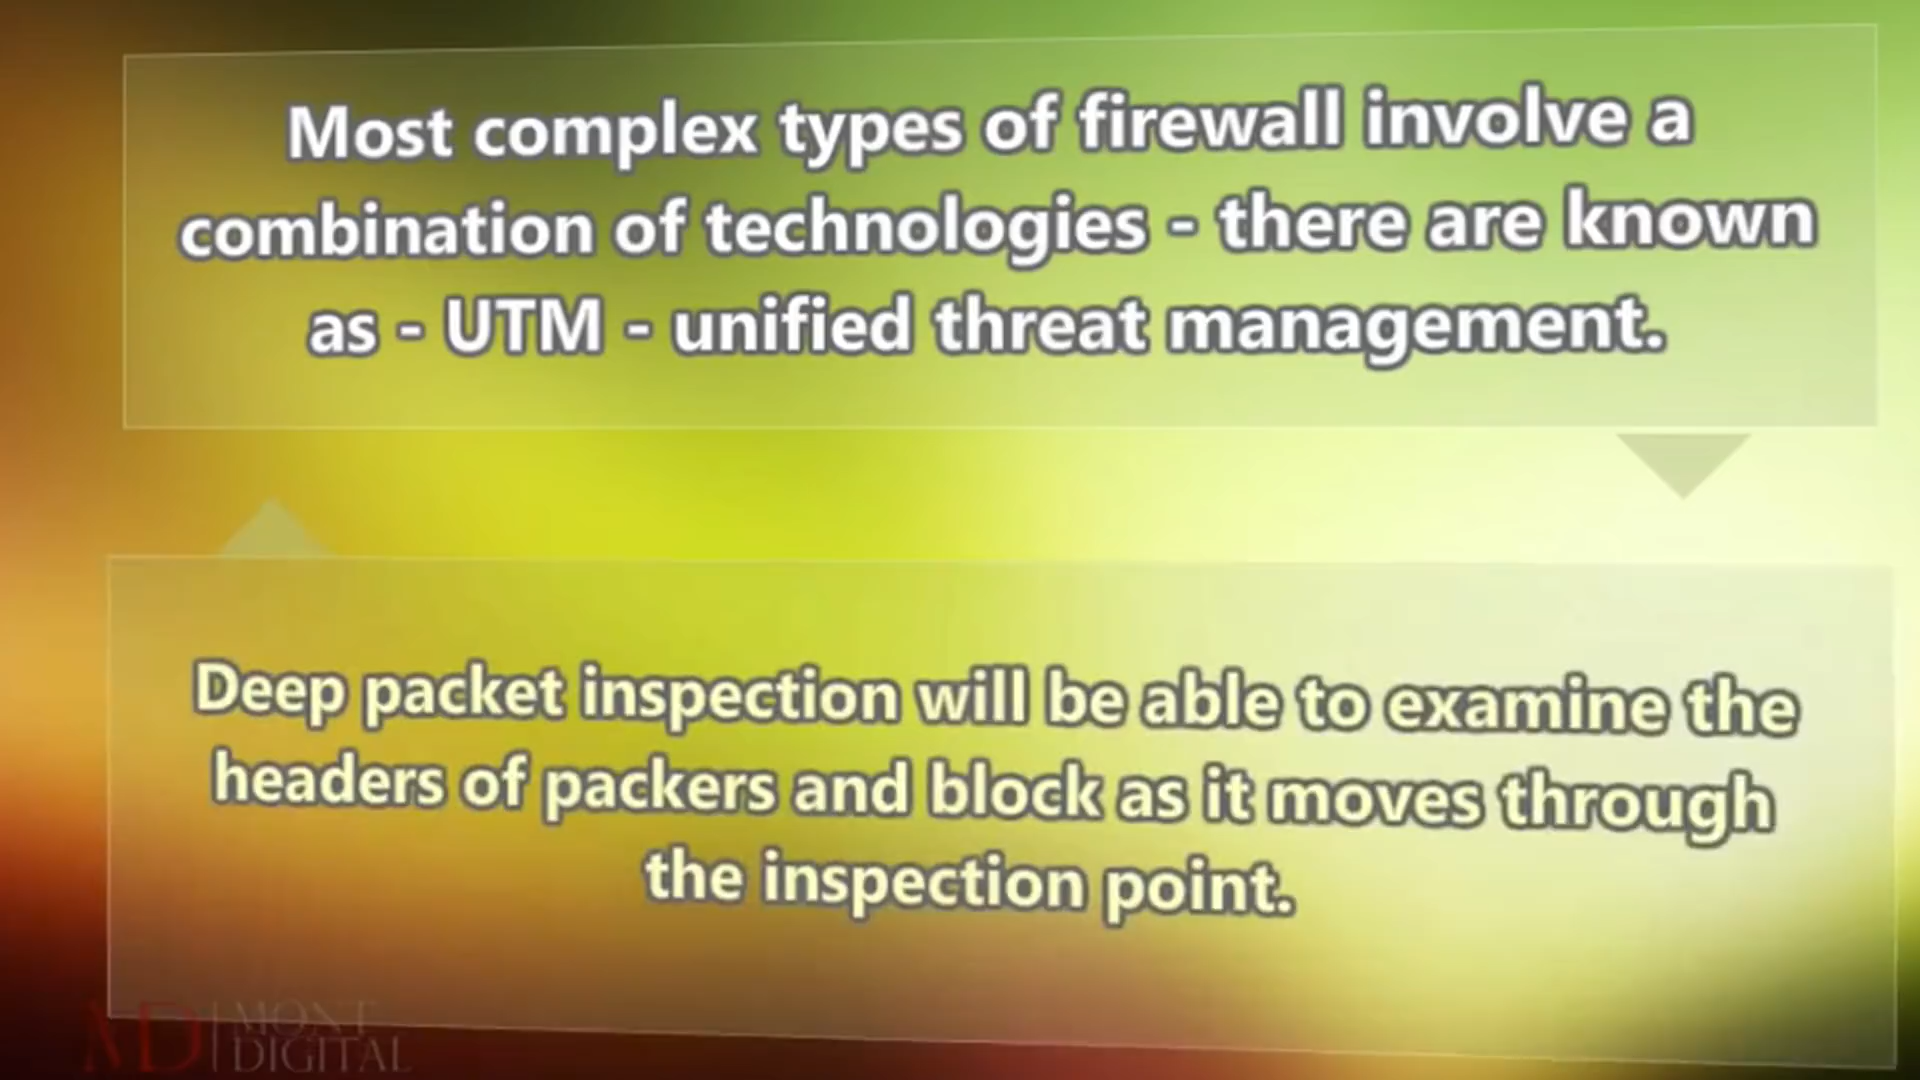 Most complex types of firewall involve a
combination of technologies - there are known
as - UTM - unified threat management.
Deep packet inspection will be able to examine the
headers of packers and block as it moves through
the inspection point.
MD | MONT
DIGITAL